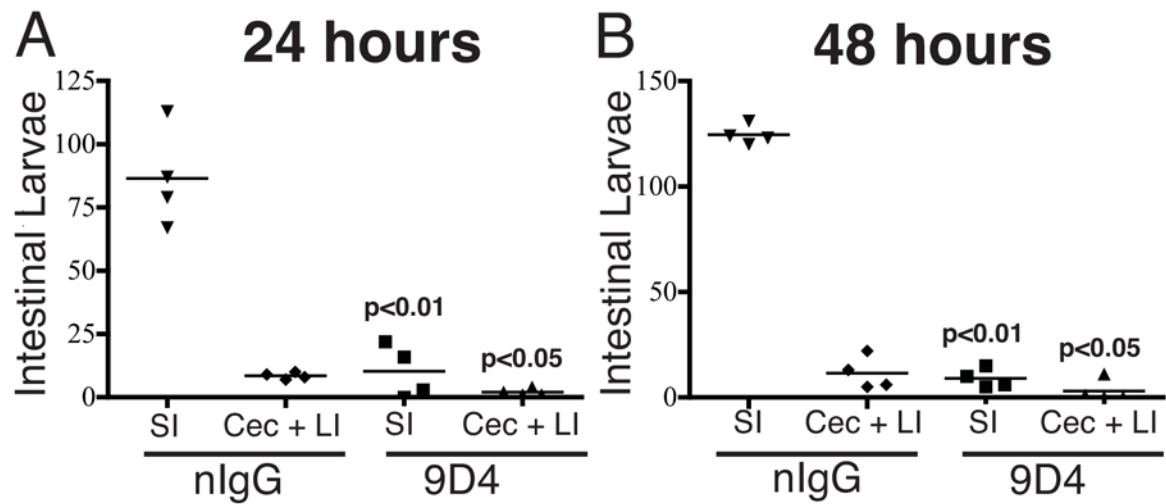 A
24 hours
Intestinal Larvae
125
100
75
50
25
0
p<0.01
p<0.05
SI
Cec + LI
SI
Cec + LI
nIgG
9D4
B
48 hours
Intestinal Larvae
150
100
50
0
p<0.01
p<0.05
SI
Cec + LI
SI
Cec + LI
nIgG
9D4